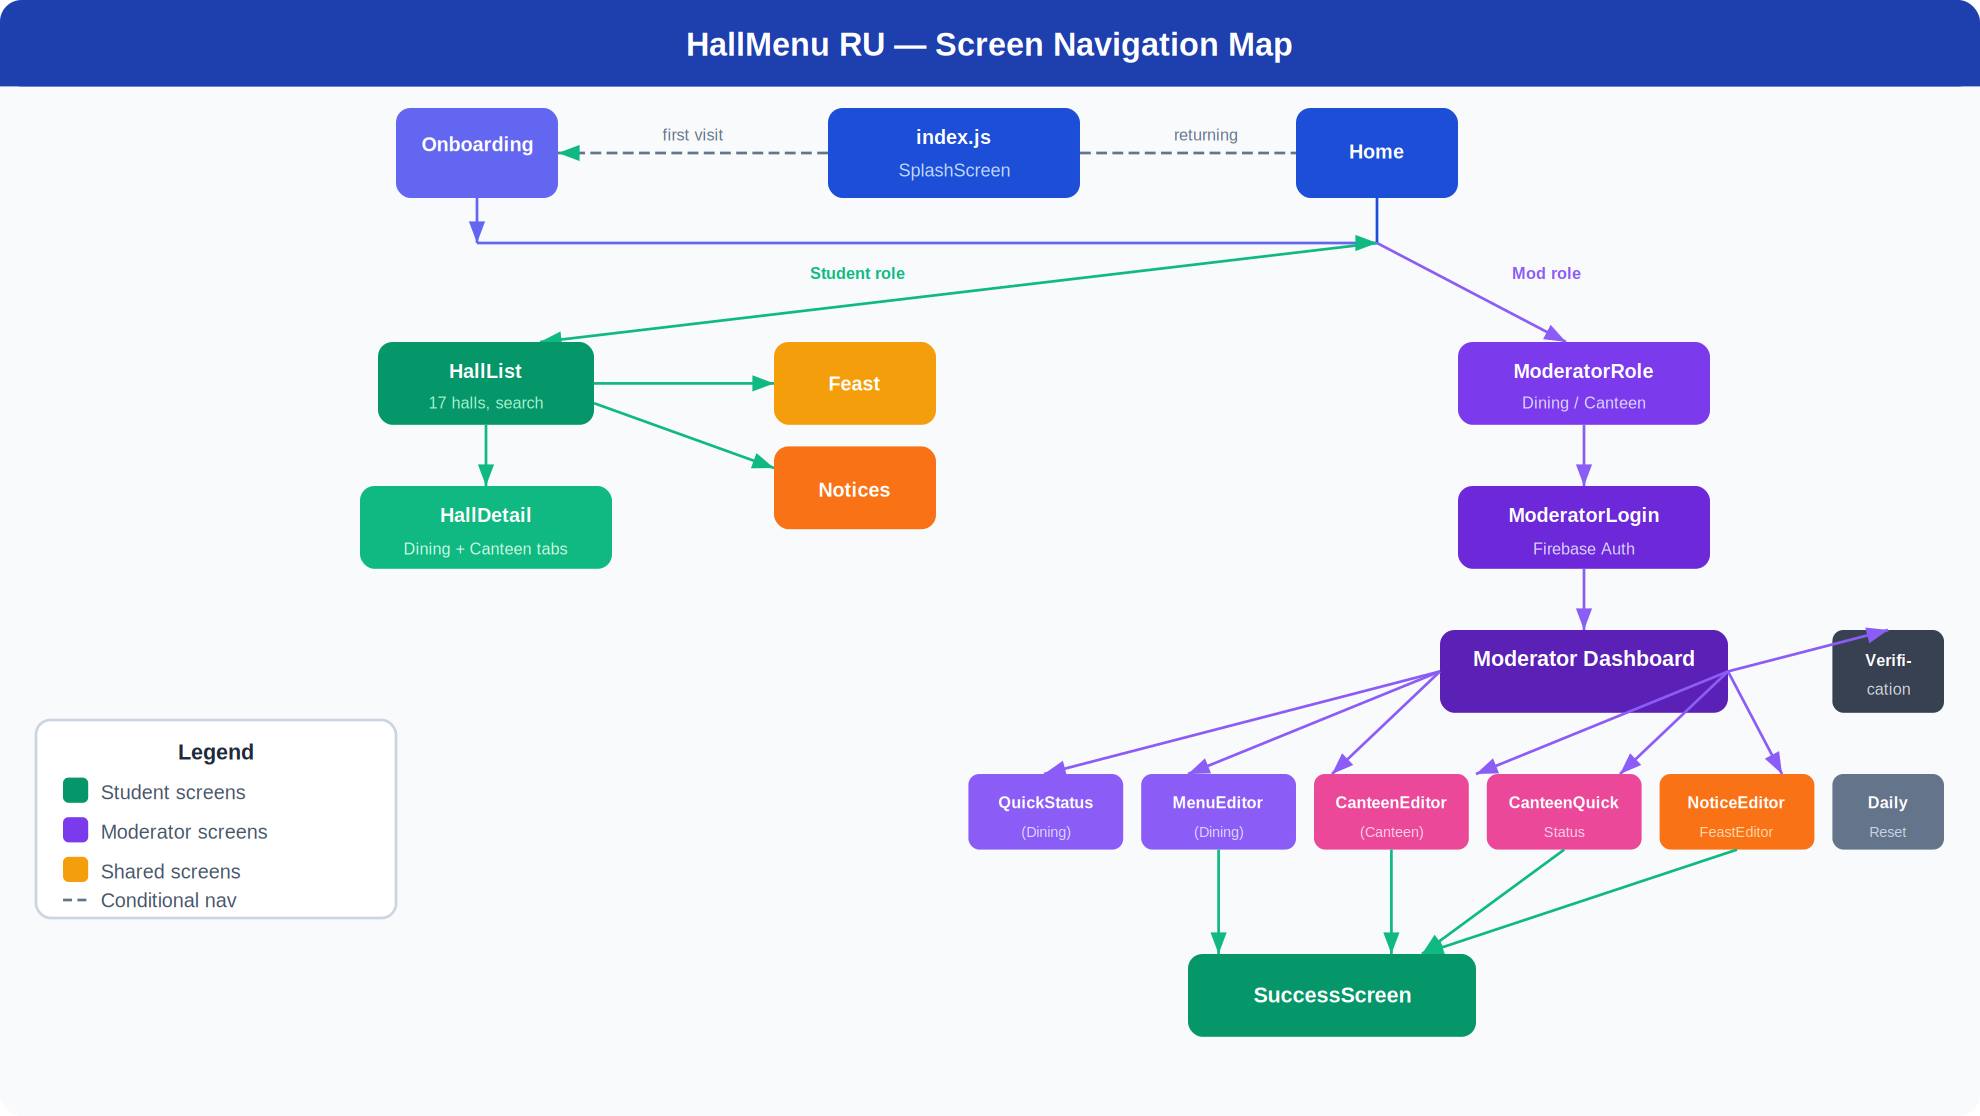 HallMenu RU — Screen Navigation Map
Onboarding
first visit
index.js
SplashScreen
returning
Home
Student role
Mod role
HallList
17 halls, search
Feast
ModeratorRole
Dining / Canteen
Notices
HallDetail
Dining + Canteen tabs
ModeratorLogin
Firebase Auth
Moderator Dashboard
Verifi-
cation
Legend
Student screens
Moderator screens
Shared screens
Conditional nav
QuickStatus
(Dining)
MenuEditor
(Dining)
CanteenEditor
(Canteen)
CanteenQuick
Status
NoticeEditor
FeastEditor
Daily
Reset
SuccessScreen